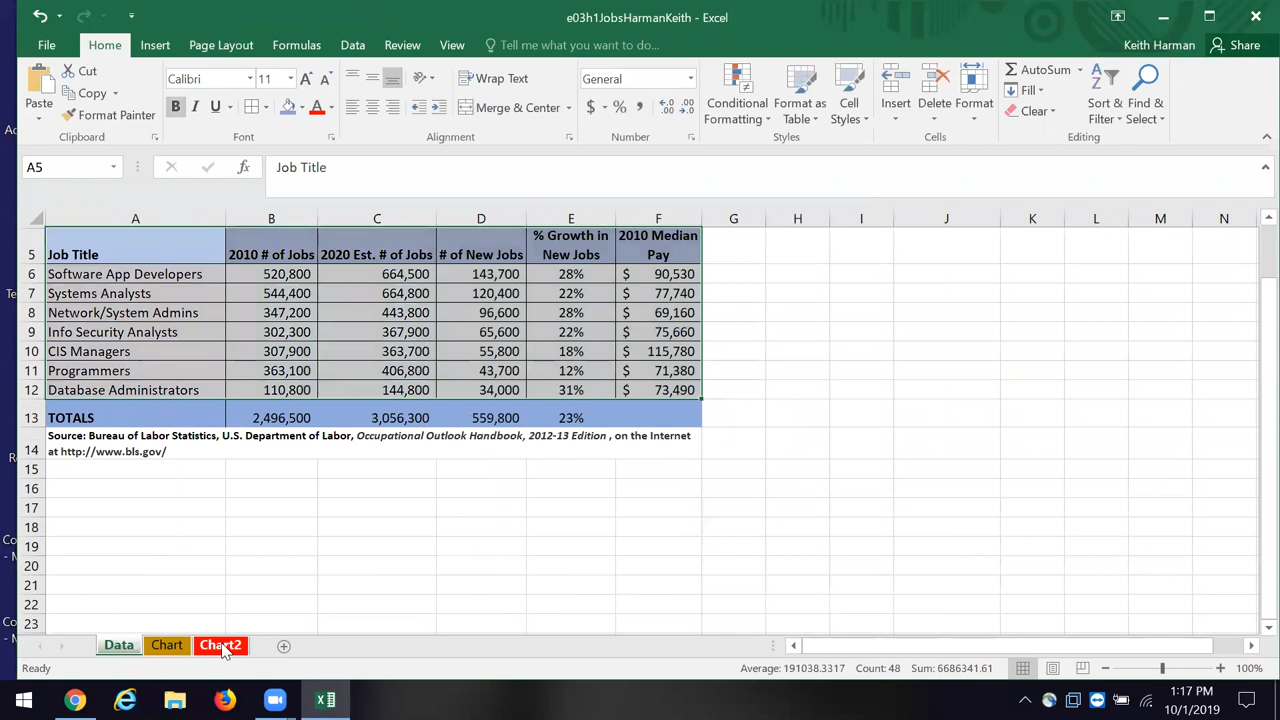 e03h1JobsHarmanKeith - Excel
File Home Insert Page Layout Formulas Data Review View Tell me what you want to do... Keith Harman Share
Paste Cut Copy Format Painter
Calibri 11 General
B I U
Wrap Text
Merge & Center
$ % ,
Conditional Formatting Format as Table Cell Styles
Insert Delete Format
AutoSum Fill Clear
Sort & Filter Find & Select
Clipboard Font Alignment Number Styles Cells Editing
A5 fx Job Title
A B C D E F G H I J K L M N
5 Job Title 2010 # of Jobs 2020 Est. # of Jobs # of New Jobs % Growth in New Jobs 2010 Median Pay
6 Software App Developers 520,800 664,500 143,700 28% $ 90,530
7 Systems Analysts 544,400 664,800 120,400 22% $ 77,740
8 Network/System Admins 347,200 443,800 96,600 28% $ 69,160
9 Info Security Analysts 302,300 367,900 65,600 22% $ 75,660
10 CIS Managers 307,900 363,700 55,800 18% $ 115,780
11 Programmers 363,100 406,800 43,700 12% $ 71,380
12 Database Administrators 110,800 144,800 34,000 31% $ 73,490
13 TOTALS 2,496,500 3,056,300 559,800 23%
Source: Bureau of Labor Statistics, U.S. Department of Labor, Occupational Outlook Handbook, 2012-13 Edition , on the Internet
14 at http://www.bls.gov/
15
16
17
18
19
20
21
22
23
Data Chart Chart2
Ready Average: 191038.3317 Count: 48 Sum: 6686341.61 100%
1:17 PM
10/1/2019